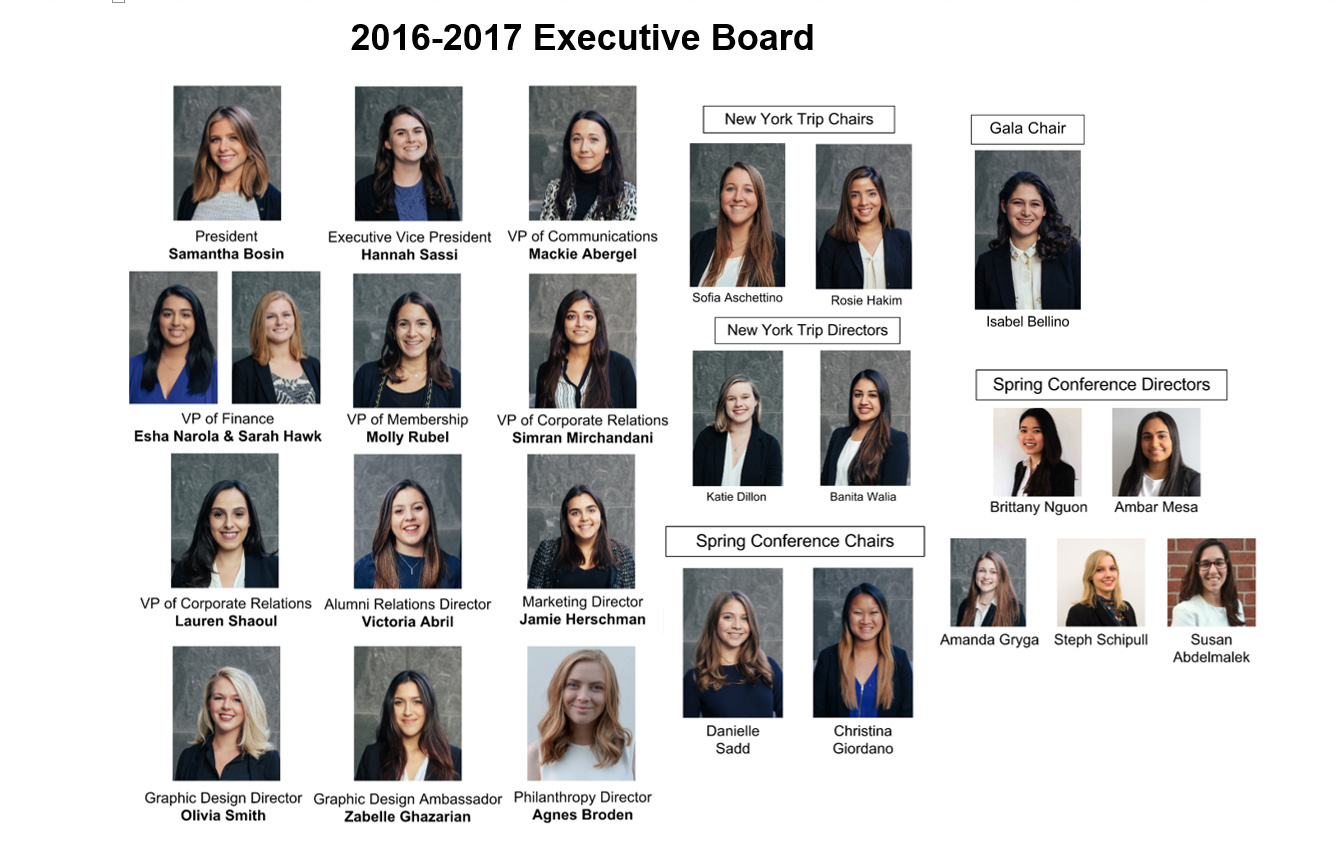 2016-2017 Executive Board
President
Samantha Bosin
Executive Vice President
Hannah Sassi
VP of Communications
Mackie Abergel
VP of Finance
Esha Narola & Sarah Hawk
VP of Membership
Molly Rubel
VP of Corporate Relations
Simran Mirchandani
VP of Corporate Relations
Lauren Shaoul
Alumni Relations Director
Victoria Abril
Marketing Director
Jamie Herschman
Graphic Design Director
Olivia Smith
Graphic Design Ambassador
Zabelle Ghazarian
Philanthropy Director
Agnes Broden
New York Trip Chairs
Sofia Aschettino
Rosie Hakim
New York Trip Directors
Katie Dillon
Banita Walia
Spring Conference Chairs
Danielle
Sadd
Christina
Giordano
Gala Chair
Isabel Bellino
Spring Conference Directors
Brittany Nguon
Ambar Mesa
Amanda Gryga
Steph Schipull
Susan
Abdelmalek